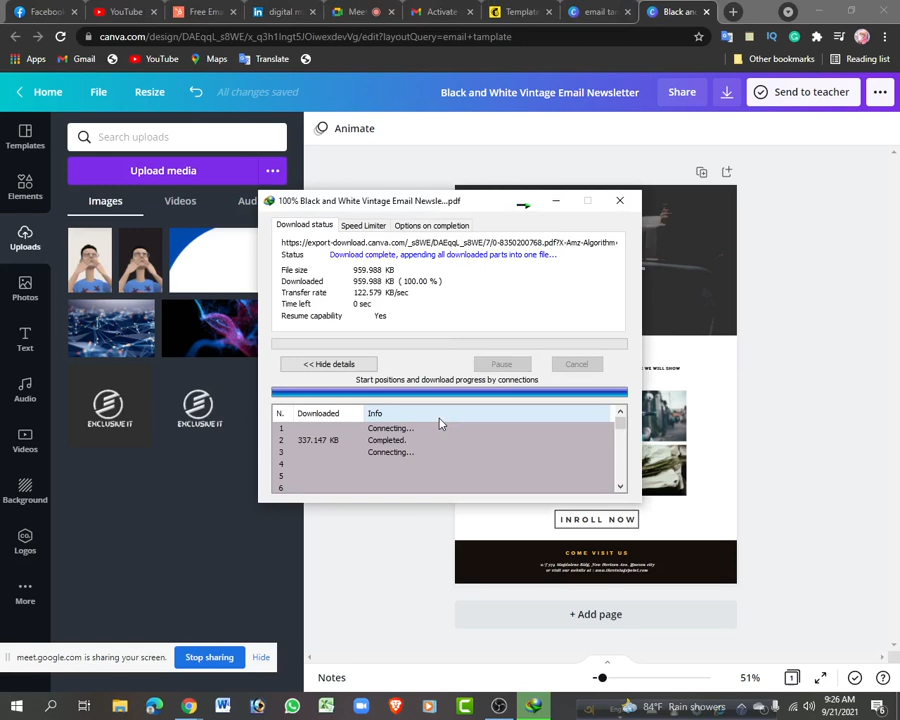 Facebook
YouTube
Free Ema
digital m
Meet
Activate
Template
email ta
Black an
canva.com/design/DAEqqL_s8WE/x_q3h1Ingt5JOiwexdevVg/edit?layoutQuery=email+tamplate
Apps
Gmail
YouTube
Maps
Translate
Other bookmarks
Reading list
Home
File
Resize
All changes saved
Black and White Vintage Email Newsletter
Share
Send to teacher
Templates
Search uploads
Animate
Upload media
Elements
Images
Videos
Aud
Uploads
Photos
Text
Audio
Videos
Background
Logos
More
EXCLUSIVE IT
EXCLUSIVE IT
100% Black and White Vintage Email Newsle...pdf
Download status
Speed Limiter
Options on completion
https://export-download.canva.com/_s8WE/DAEqqL_s8WE/7/0-8350200768.pdf?X-Amz-Algorithm
Status
Download complete, appending all downloaded parts into one file...
File size
959.988 KB
Downloaded
959.988 KB ( 100.00 % )
Transfer rate
122.579 KB/sec
Time left
0 sec
Resume capability
Yes
<< Hide details
Pause
Cancel
Start positions and download progress by connections
N.
Downloaded
Info
1
Connecting...
2
337.147 KB
Completed.
3
Connecting...
4
5
6
WE WILL SHOW
INROLL NOW
COME VISIT US
+ Add page
meet.google.com is sharing your screen.
Stop sharing
Hide
Notes
51%
1
84°F Rain showers
9:26 AM
9/21/2021